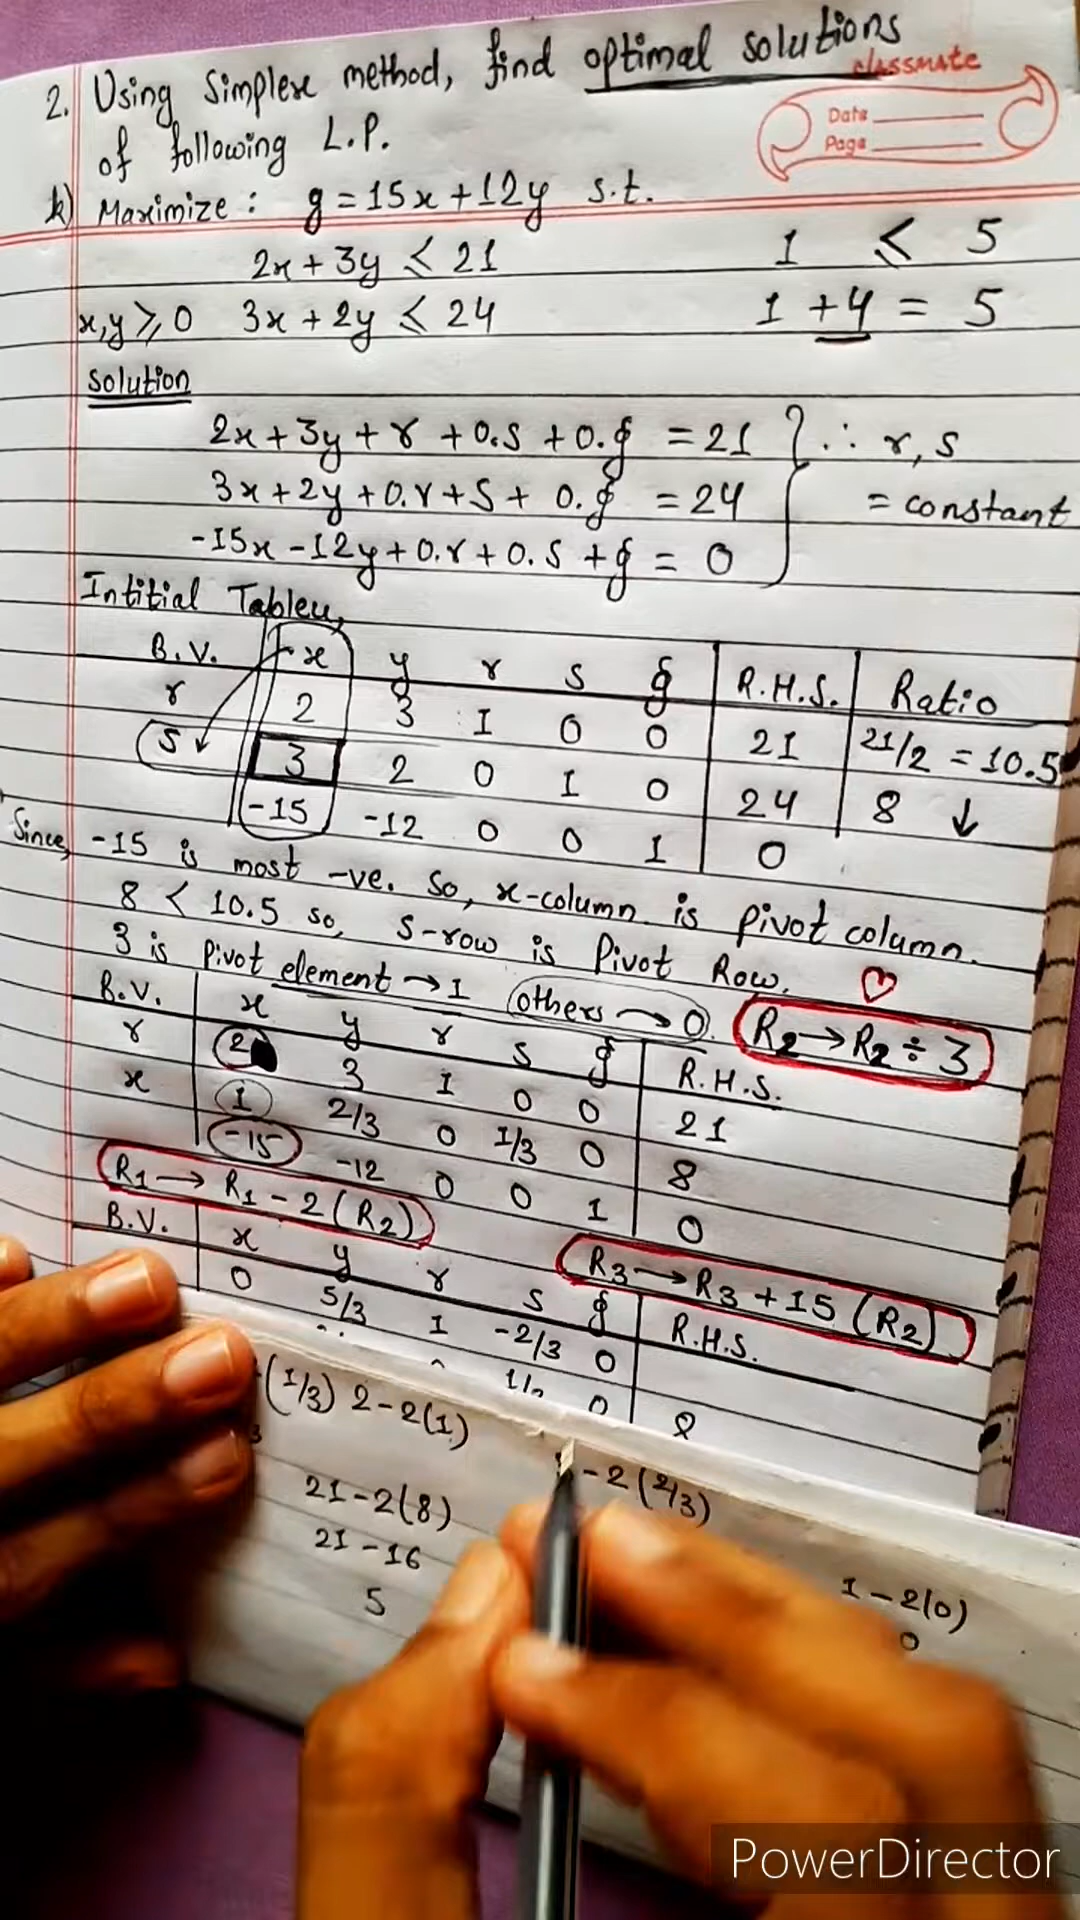 2. Using Simplex method, find optimal solutions
of following L.P.
classmate
Date
Page
k) Maximize : g = 15x + 12y s.t.
2x + 3y ≤ 21
1 ≤ 5
x,y ≥ 0 3x + 2y ≤ 24
1 + 4 = 5
Solution
2x + 3y + r + 0.s + 0.g = 21 } ∴ r, s
3x + 2y + 0.r + s + 0.g = 24 = constant
-15x - 12y + 0.r + 0.s + g = 0
Intitial Tableu,
B.V. x y r s g R.H.S. Ratio
r 2 3 1 0 0 21 21/2 = 10.5
s 3 2 0 1 0 24 8 ↓
-15 -12 0 0 1 0
Since, -15 is most -ve. So, x-column is pivot column.
8 < 10.5 so, s-row is Pivot Row.
3 is Pivot element → 1 others → 0. R2 → R2 ÷ 3
B.V. x y r s g R.H.S.
r 2 3 1 0 0 21
x 1 2/3 0 1/3 0 8
-15 -12 0 0 1 0
R1 → R1 - 2 (R2)
R3 → R3 + 15 (R2)
B.V. x y r s g R.H.S.
0 5/3 1 -2/3 0
0
(1/3) 2 - 2(1)
- 2(2/3)
21 - 2(8)
21 - 16
5
1 - 2(0)
0
PowerDirector